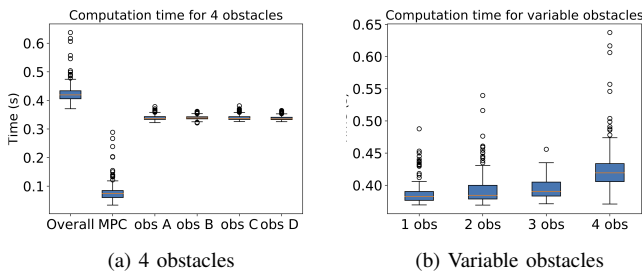 Computation time for 4 obstacles
0.6
0.5
0.4
0.3
0.2
0.1
Time (s)
Overall MPC obs A obs B obs C obs D
(a) 4 obstacles
Computation time for variable obstacles
0.65
0.60
0.55
0.50
0.45
0.40
1 obs 2 obs 3 obs 4 obs
(b) Variable obstacles